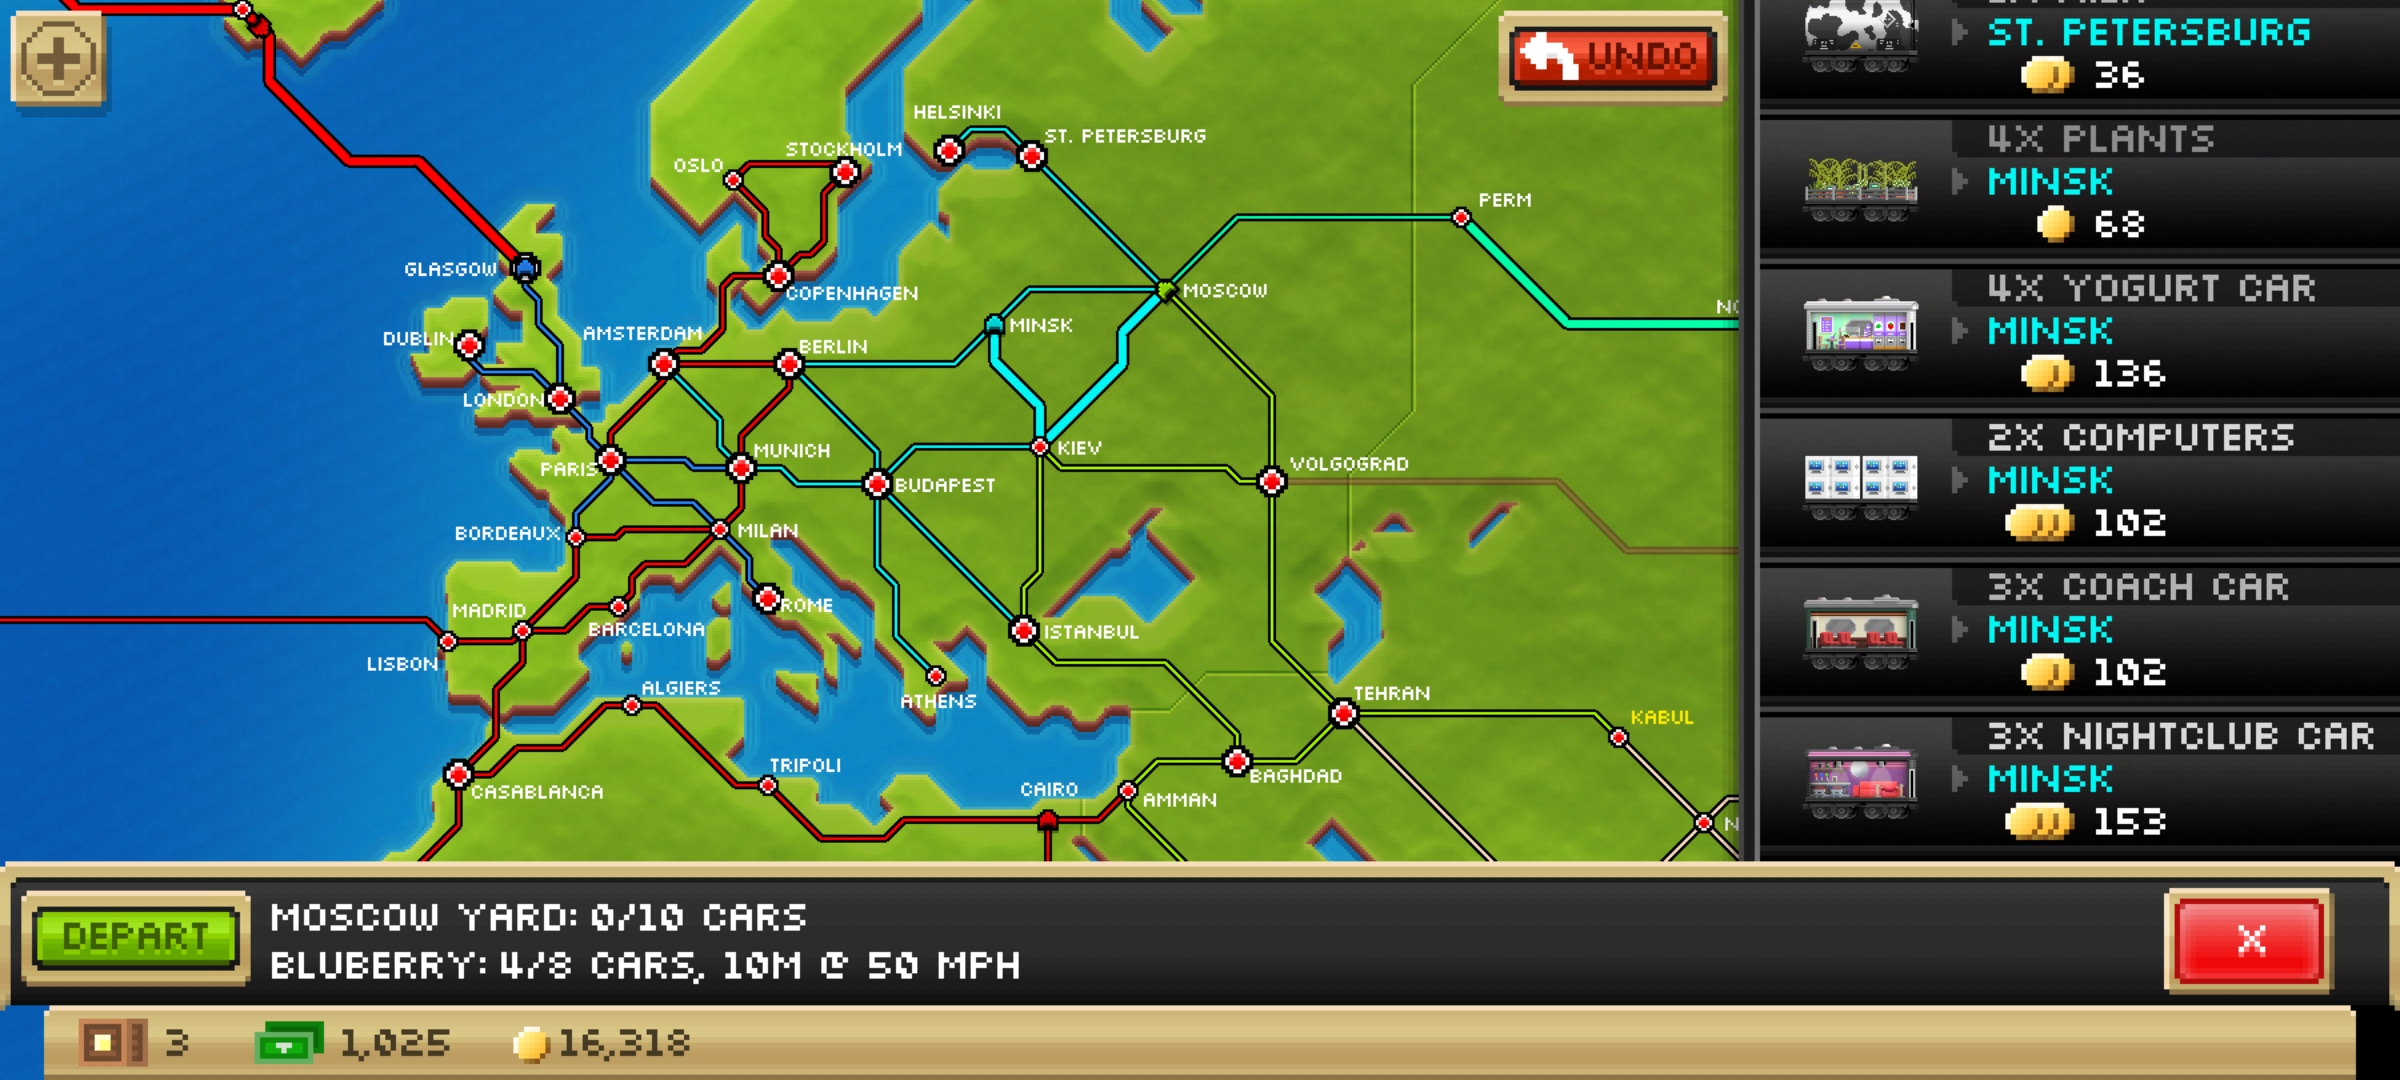 UNDO
ST. PETERSBURG
36
4X PLANTS
MINSK
68
4X YOGURT CAR
MINSK
136
2X COMPUTERS
MINSK
102
3X COACH CAR
MINSK
102
3X NIGHTCLUB CAR
MINSK
153
HELSINKI
ST. PETERSBURG
STOCKHOLM
OSLO
PERM
GLASGOW
COPENHAGEN
MOSCOW
DUBLIN
AMSTERDAM
BERLIN
MINSK
LONDON
MUNICH
KIEV
PARIS
VOLGOGRAD
BUDAPEST
BORDEAUX
MILAN
MADRID
ROME
BARCELONA
ISTANBUL
LISBON
ALGIERS
ATHENS
TEHRAN
KABUL
TRIPOLI
CASABLANCA
CAIRO
AMMAN
BAGHDAD
DEPART
MOSCOW YARD: 0/10 CARS
BLUBERRY: 4/8 CARS, 10M @ 50 MPH
X
3
1,025
16,318